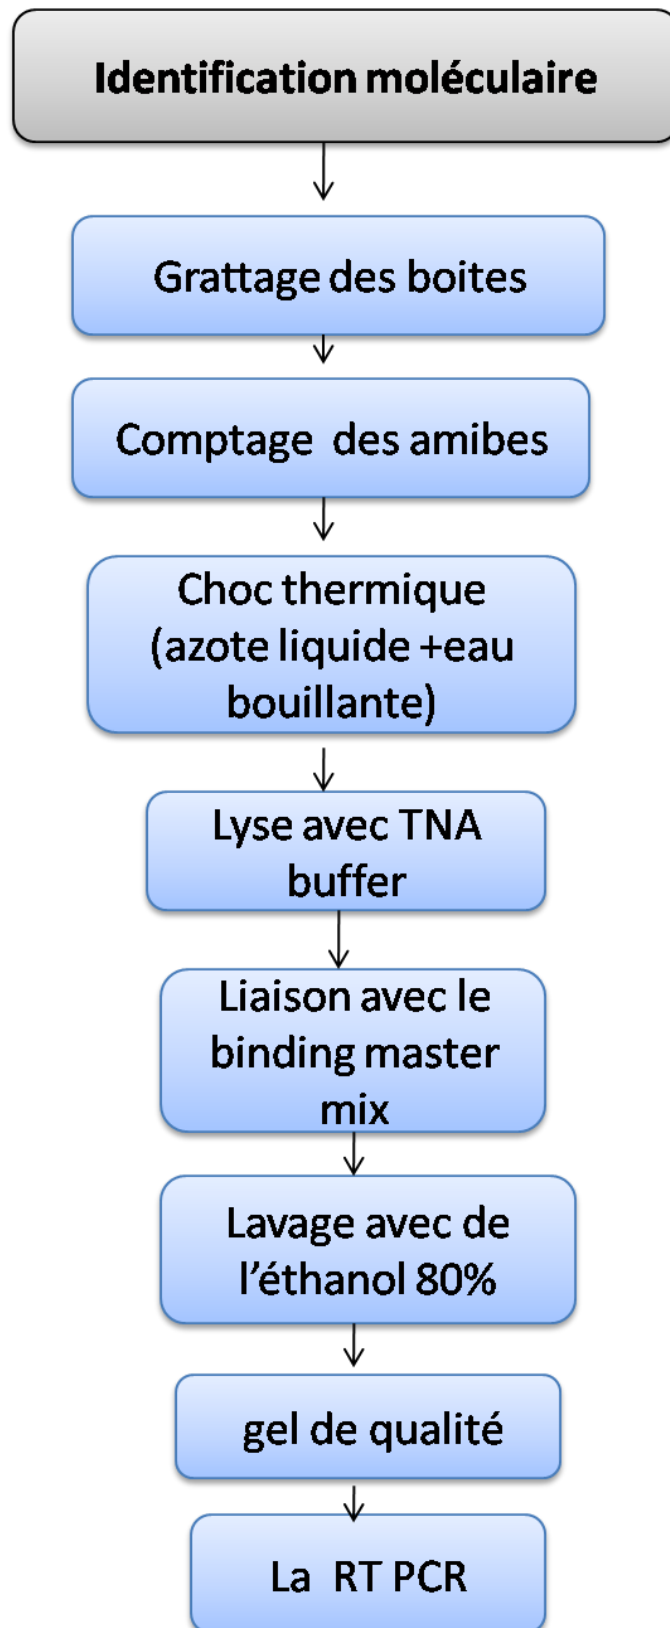 Identification moléculaire
Grattage des boites
Comptage  des amibes
Choc thermique
(azote liquide +eau
bouillante)
Lyse avec TNA
buffer
Liaison avec le
binding master
mix
Lavage avec de
l’éthanol 80%
gel de qualité
La  RT PCR